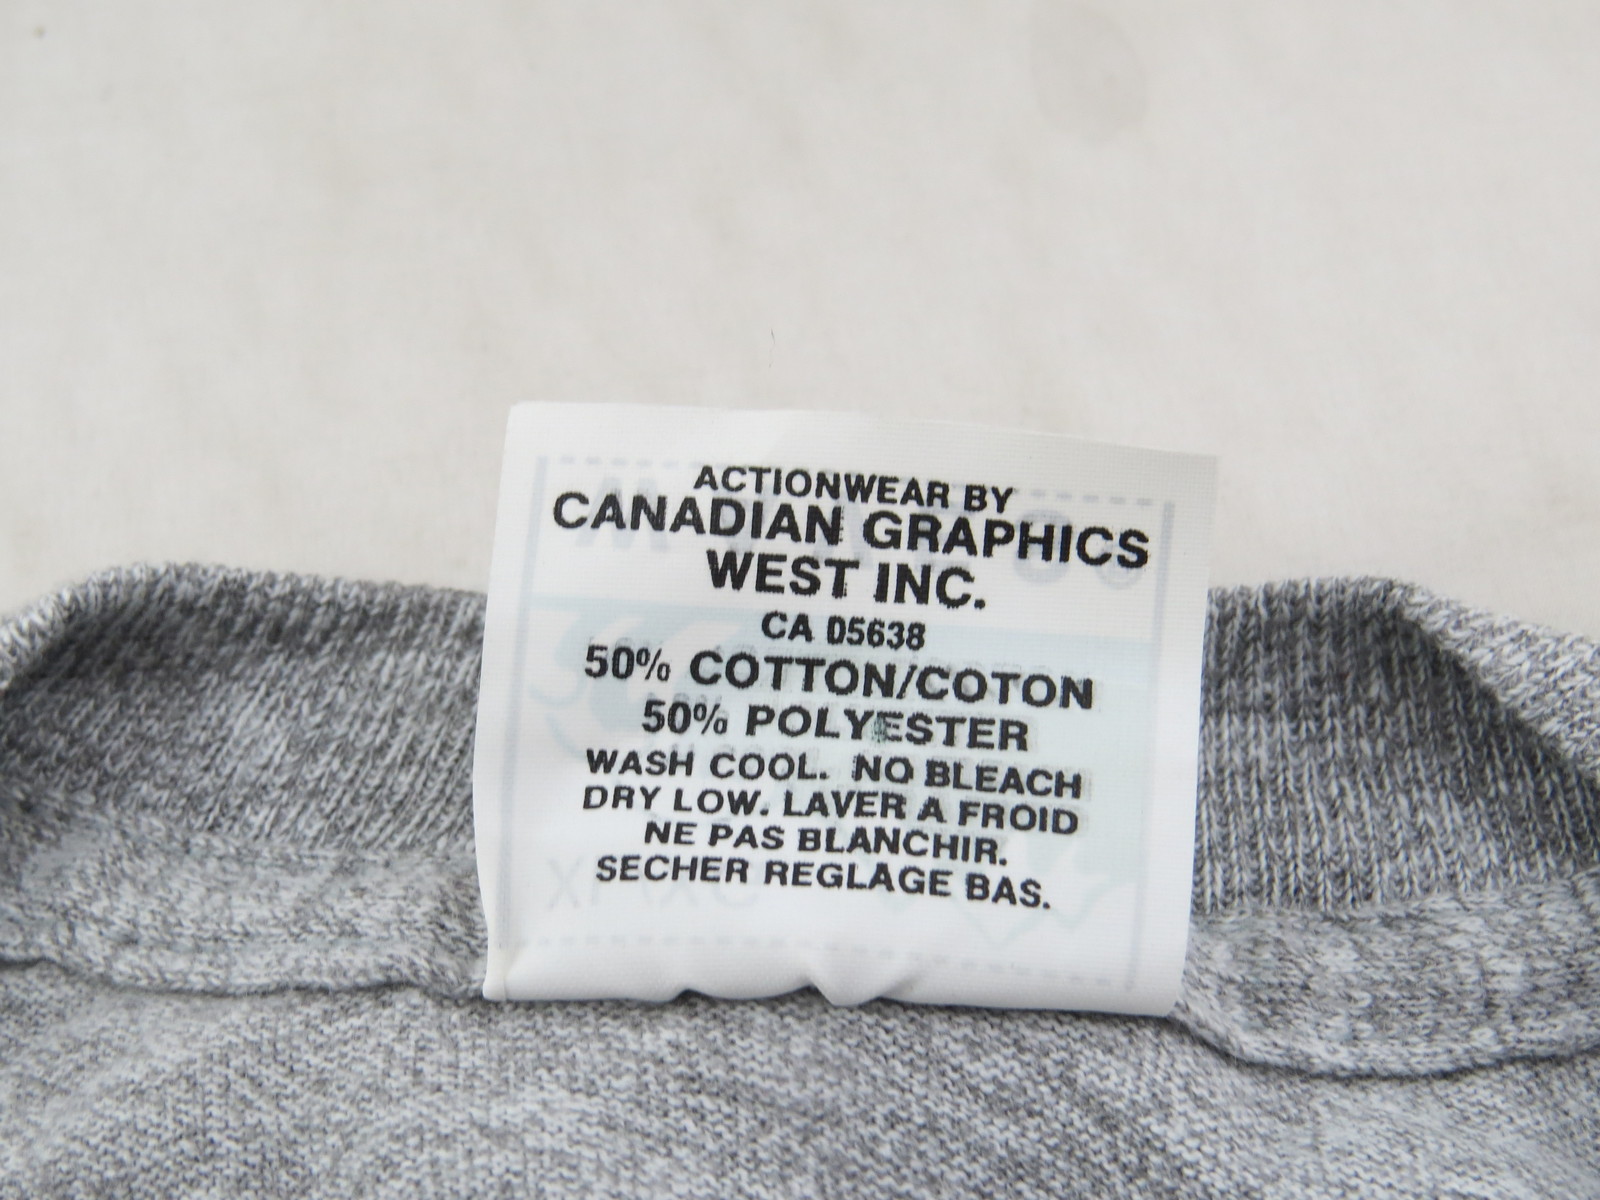 ACTIONWEAR BY
CANADIAN GRAPHICS
WEST INC.
CA 05638
50% COTTON/COTON
50% POLYESTER
WASH COOL. NO BLEACH
DRY LOW. LAVER A FROID
NE PAS BLANCHIR.
SECHER REGLAGE BAS.